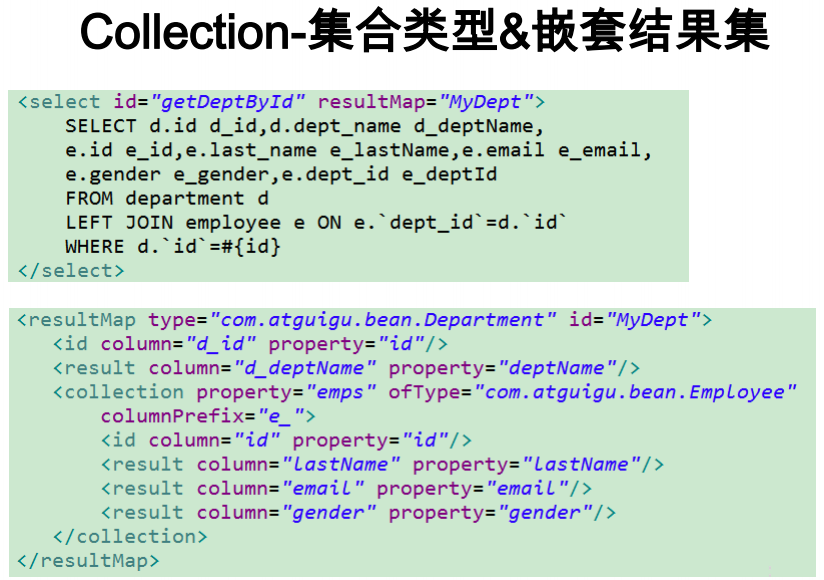 Collection-集合类型&嵌套结果集
<select id="getDeptById" resultMap="MyDept">
SELECT d.id d_id,d.dept_name d_deptName,
e.id e_id,e.last_name e_lastName,e.email e_email,
e.gender e_gender,e.dept_id e_deptId
FROM department d
LEFT JOIN employee e ON e.`dept_id`=d.`id`
WHERE d.`id`=#{id}
</select>
<resultMap type="com.atguigu.bean.Department" id="MyDept">
<id column="d_id" property="id"/>
<result column="d_deptName" property="deptName"/>
<collection property="emps" ofType="com.atguigu.bean.Employee"
columnPrefix="e_">
<id column="id" property="id"/>
<result column="lastName" property="lastName"/>
<result column="email" property="email"/>
<result column="gender" property="gender"/>
</collection>
</resultMap>